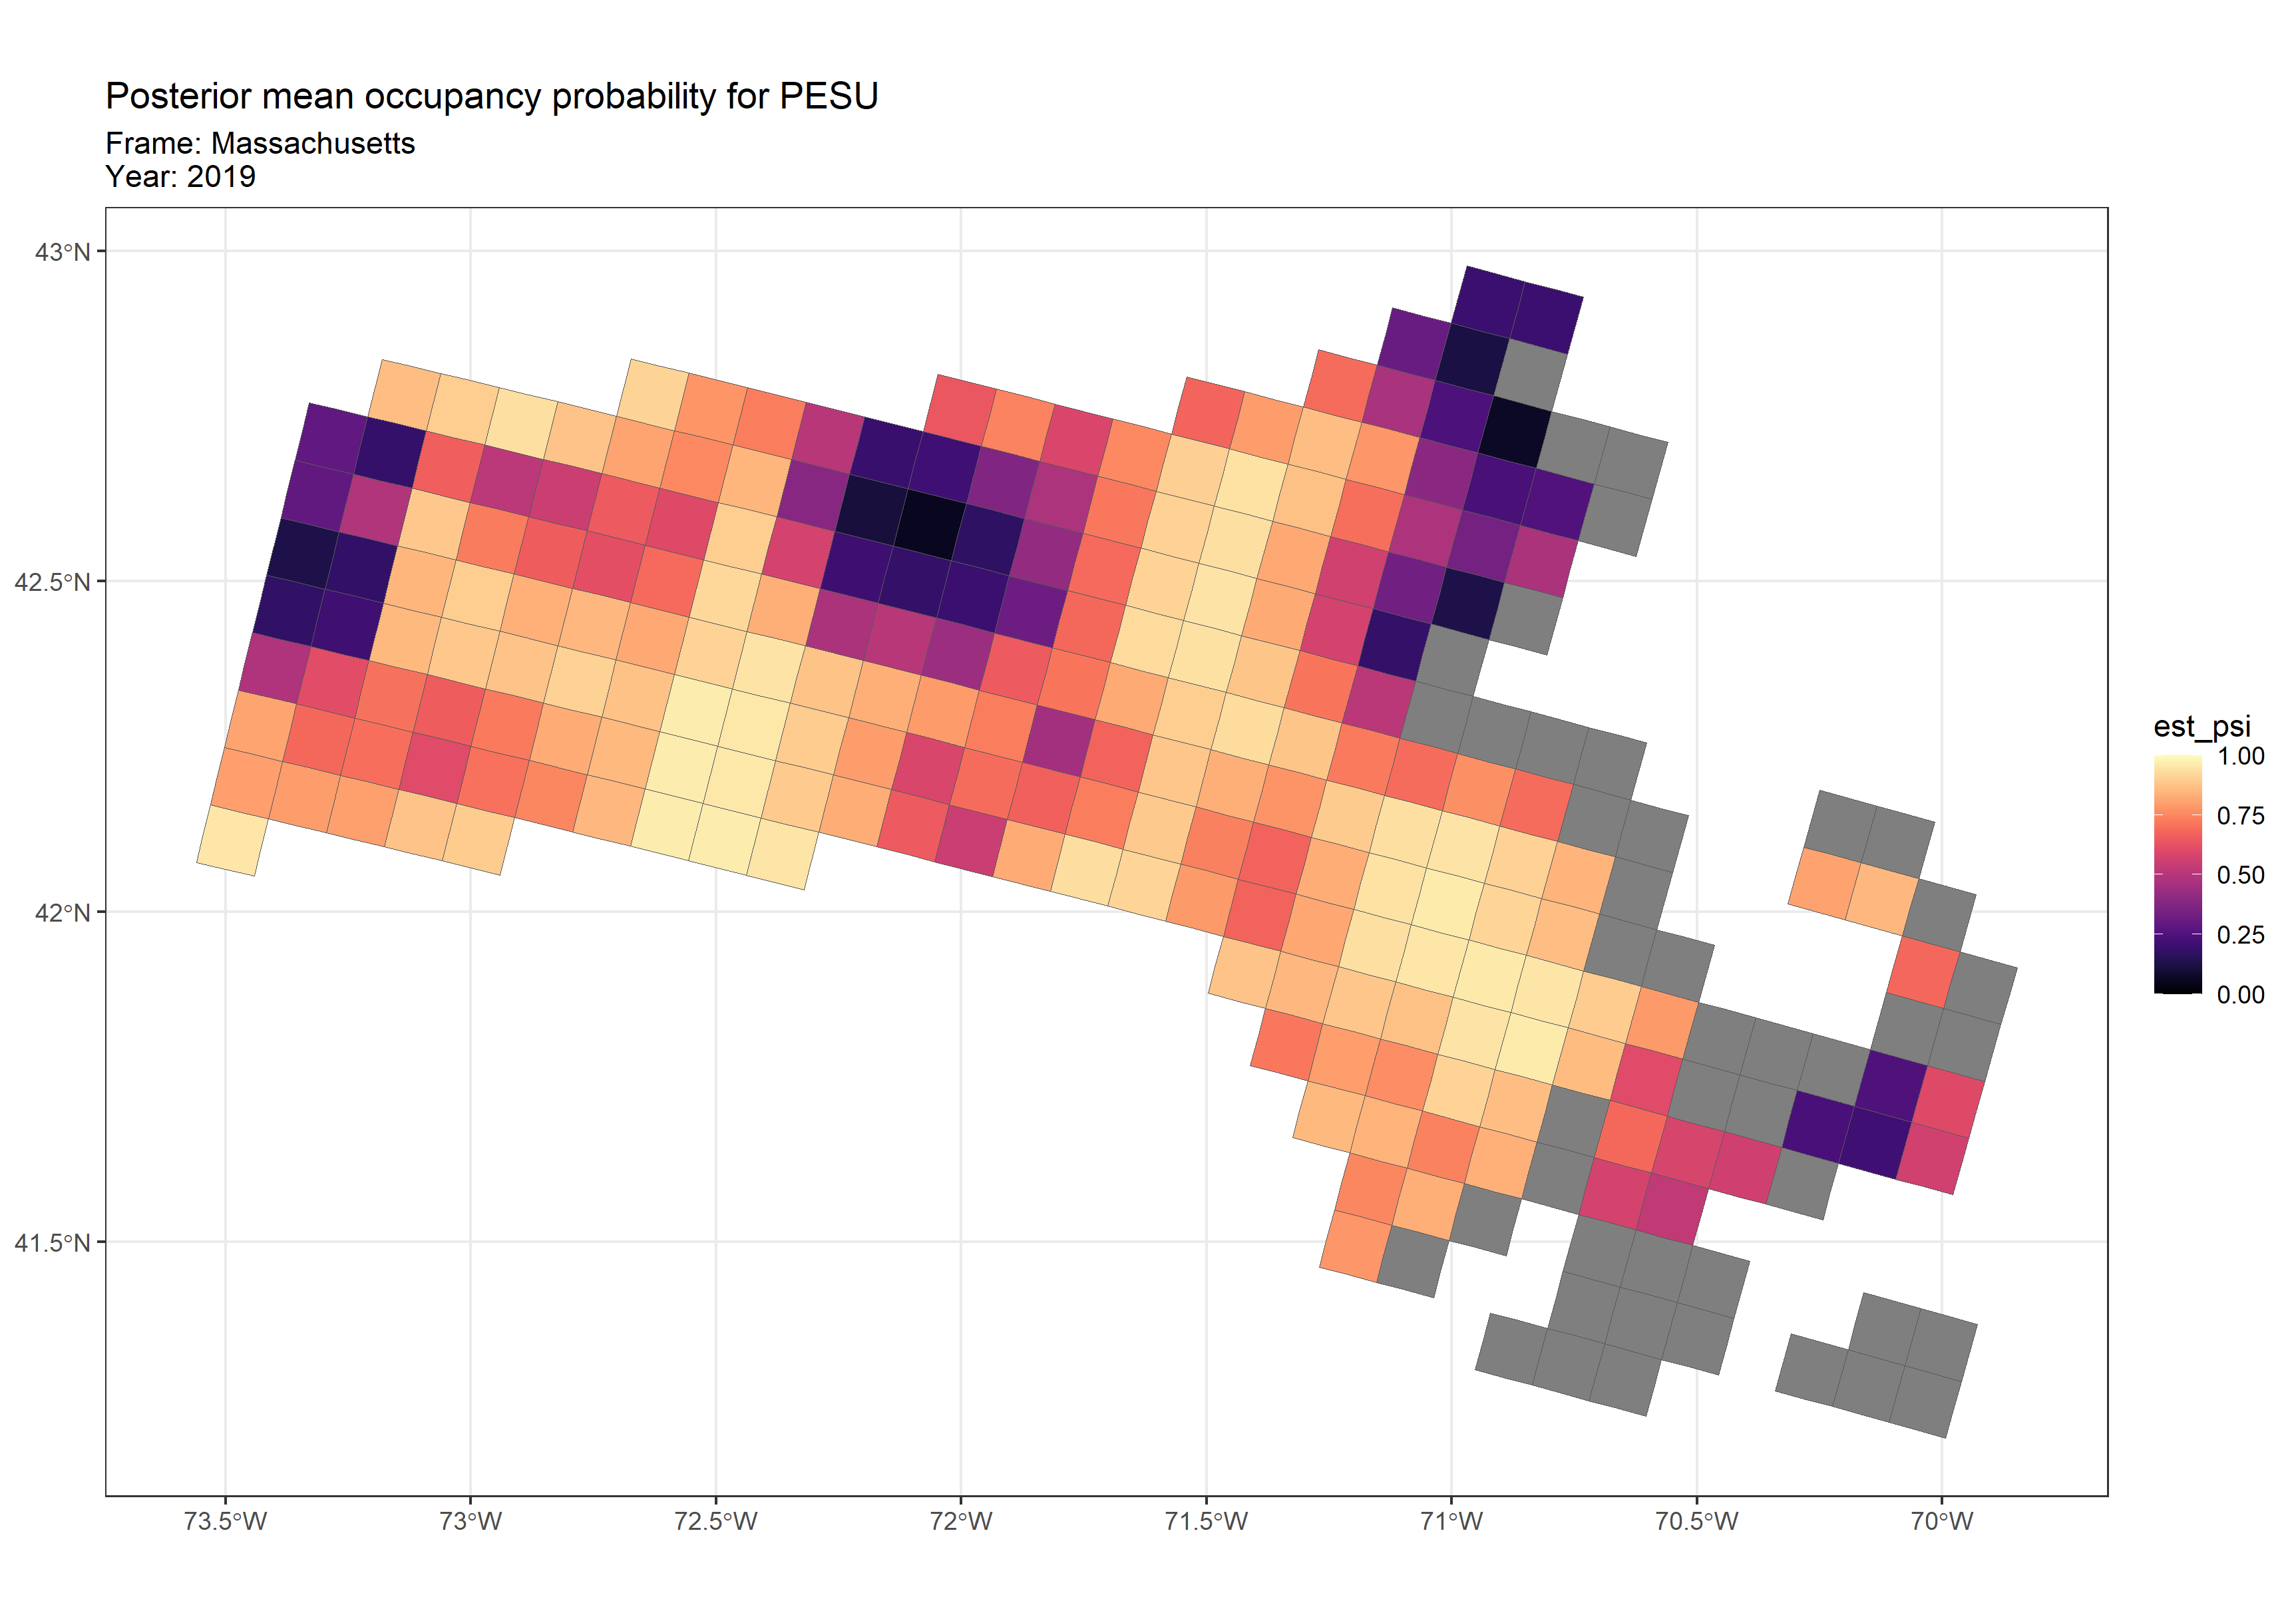 Posterior mean occupancy probability for PESU
Frame: Massachusetts
Year: 2019
43°N
42.5°N
42°N
41.5°N
73.5°W
73°W
72.5°W
72°W
71.5°W
71°W
70.5°W
70°W
est_psi
1.00
0.75
0.50
0.25
0.00